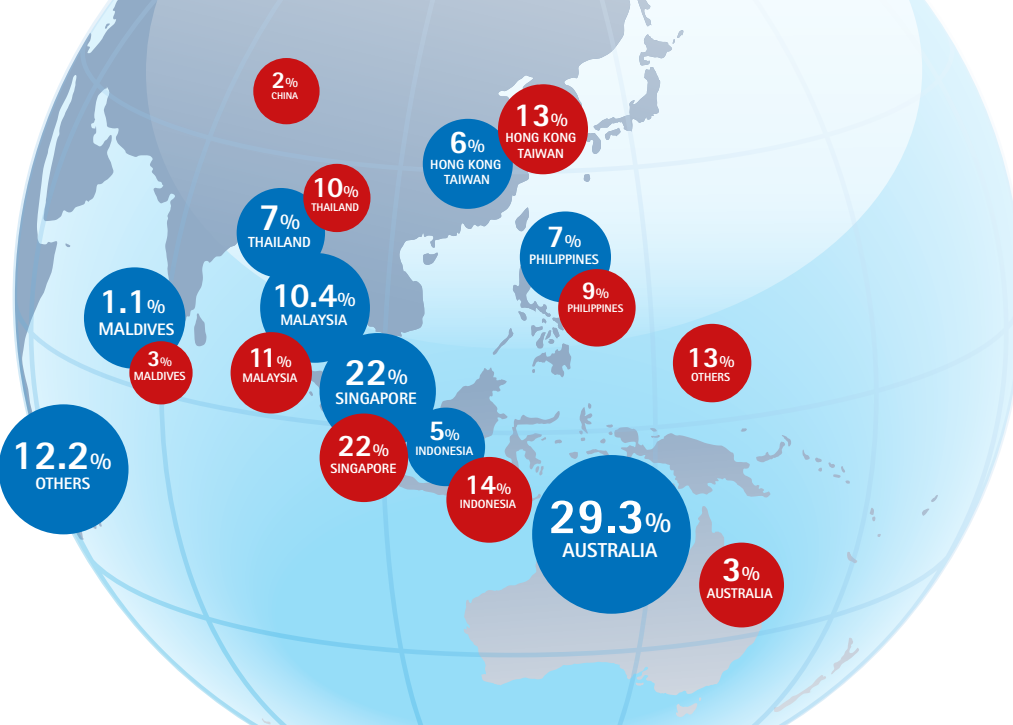 2%
CHINA
13%
HONG KONG
TAIWAN
6%
HONG KONG
TAIWAN
10%
THAILAND
7%
THAILAND
7%
PHILIPPINES
9%
PHILIPPINES
1.1%
MALDIVES
10.4%
MALAYSIA
3%
MALDIVES
11%
MALAYSIA
22%
SINGAPORE
13%
OTHERS
12.2%
OTHERS
22%
SINGAPORE
5%
INDONESIA
14%
INDONESIA
29.3%
AUSTRALIA
3%
AUSTRALIA